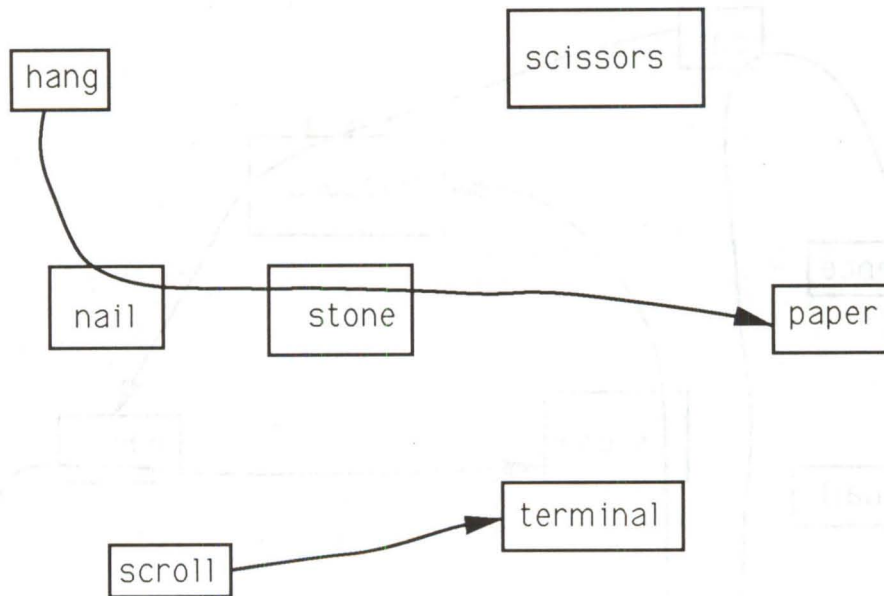 hang
scissors
nail
stone
paper
terminal
scroll